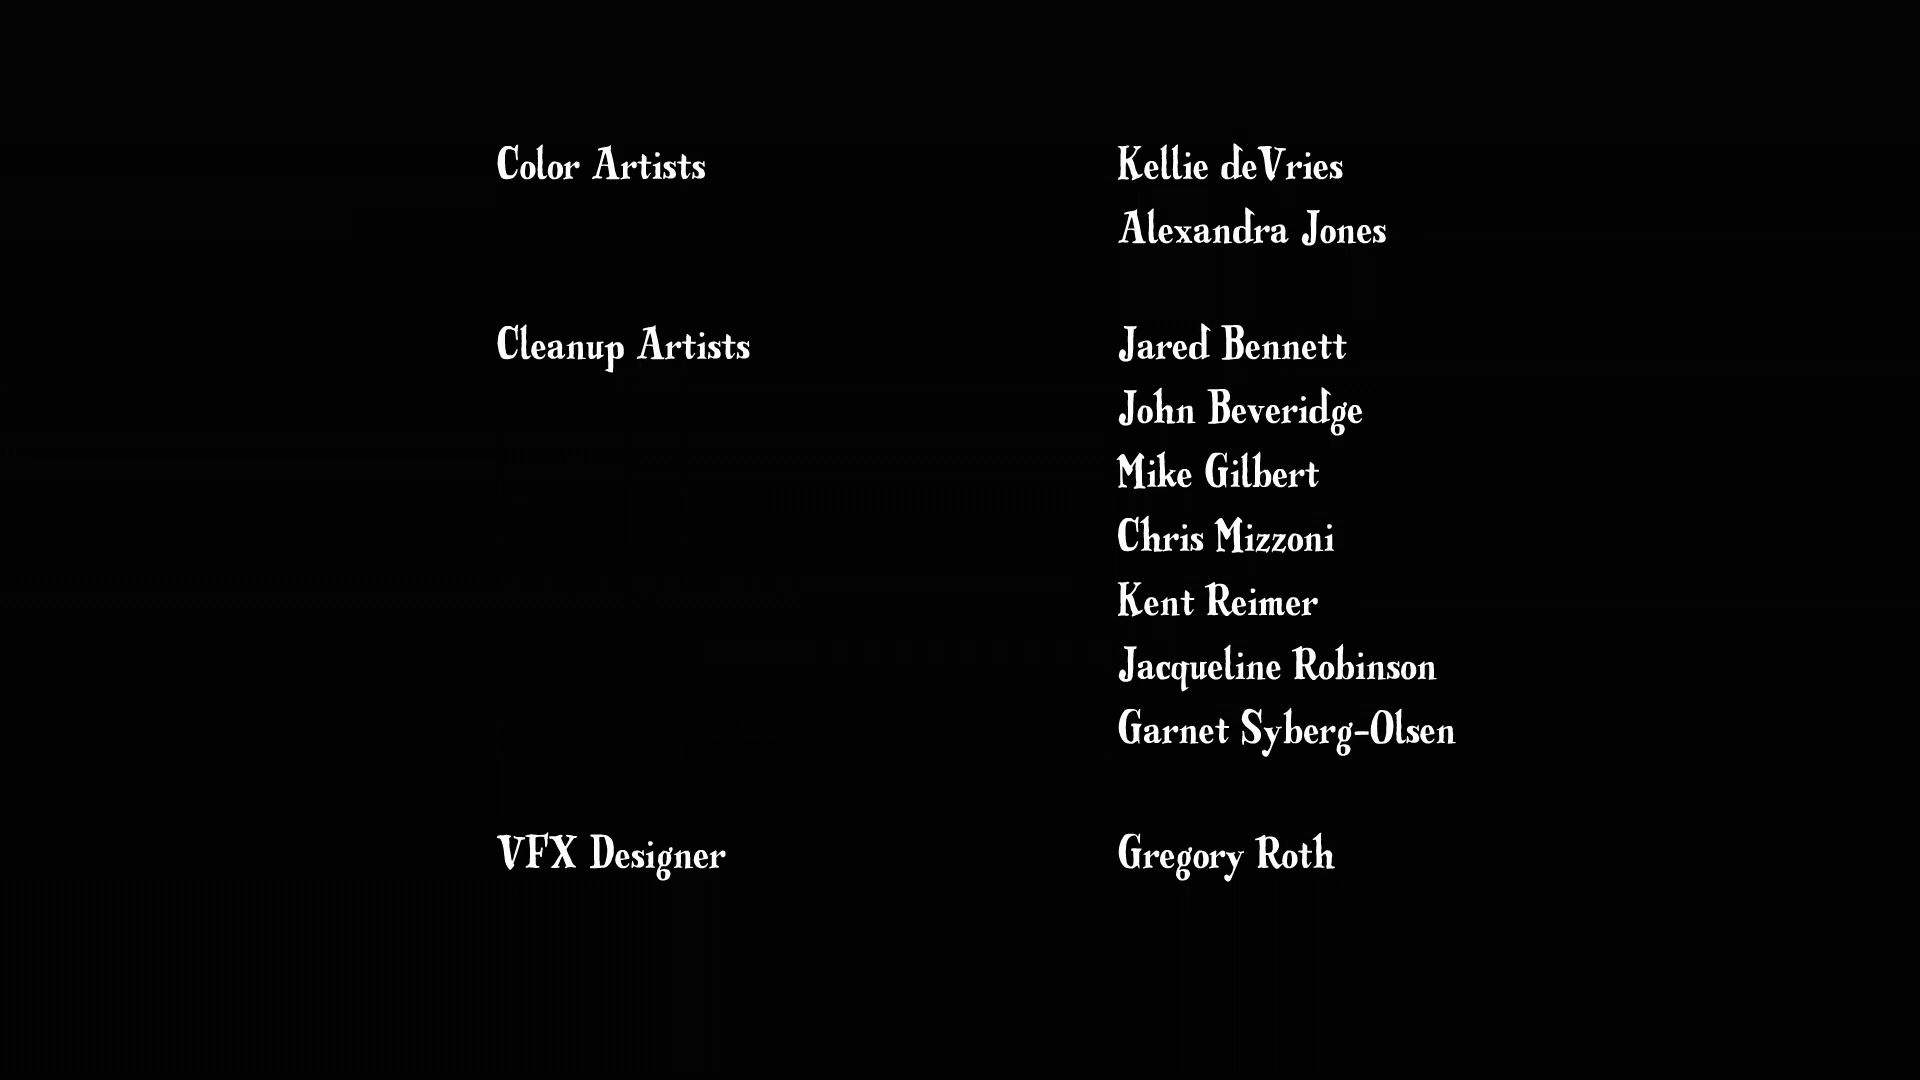 Color Artists Kellie deVries
Alexandra Jones
Cleanup Artists Jared Bennett
John Beveridge
Mike Gilbert
Chris Mizzoni
Kent Reimer
Jacqueline Robinson
Garnet Syberg-Olsen
VFX Designer Gregory Roth